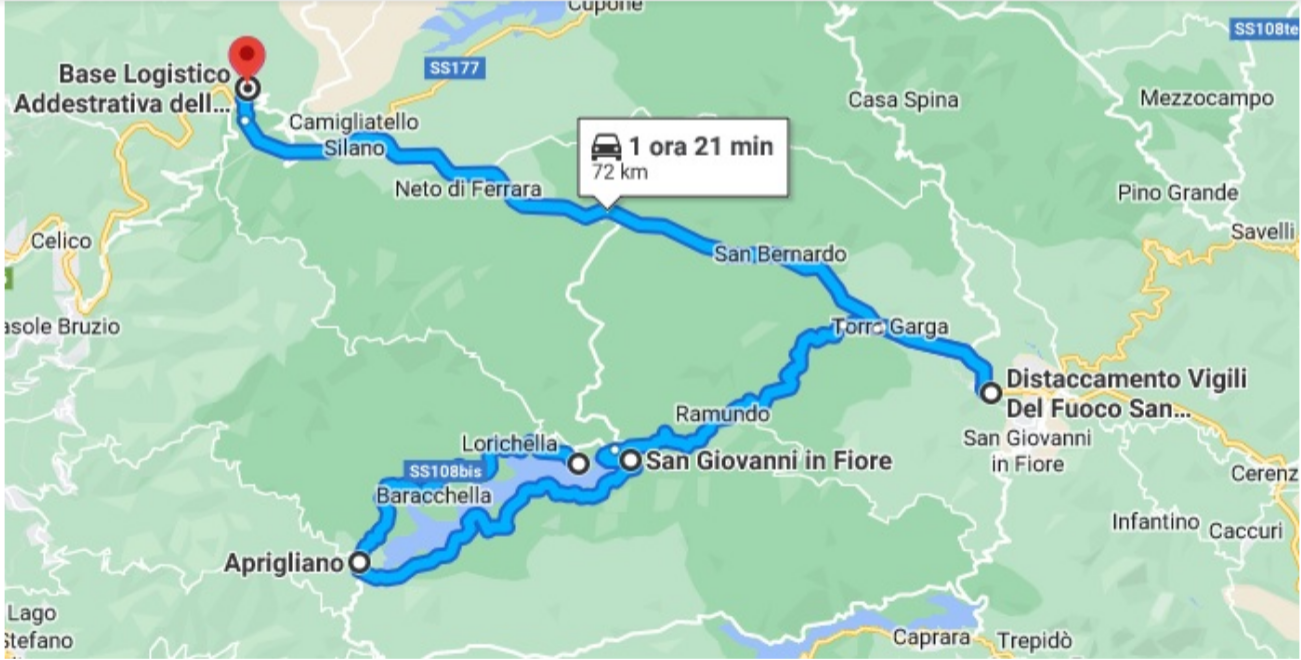 Cupone
SS108te
SS177
Base Logistico
Addestrativa dell...
Casa Spina
Mezzocampo
Camigliatello
Silano
1 ora 21 min
72 km
Neto di Ferrara
Pino Grande
Savelli
Celico
San Bernardo
asole Bruzio
Torre Garga
Distaccamento Vigili
Del Fuoco San...
Ramundo
San Giovanni
in Fiore
Lorichella
SS108bis
San Giovanni in Fiore
Cerenz
Baracchella
Infantino
Caccuri
Aprigliano
Lago
Stefano
Caprara
Trepidò